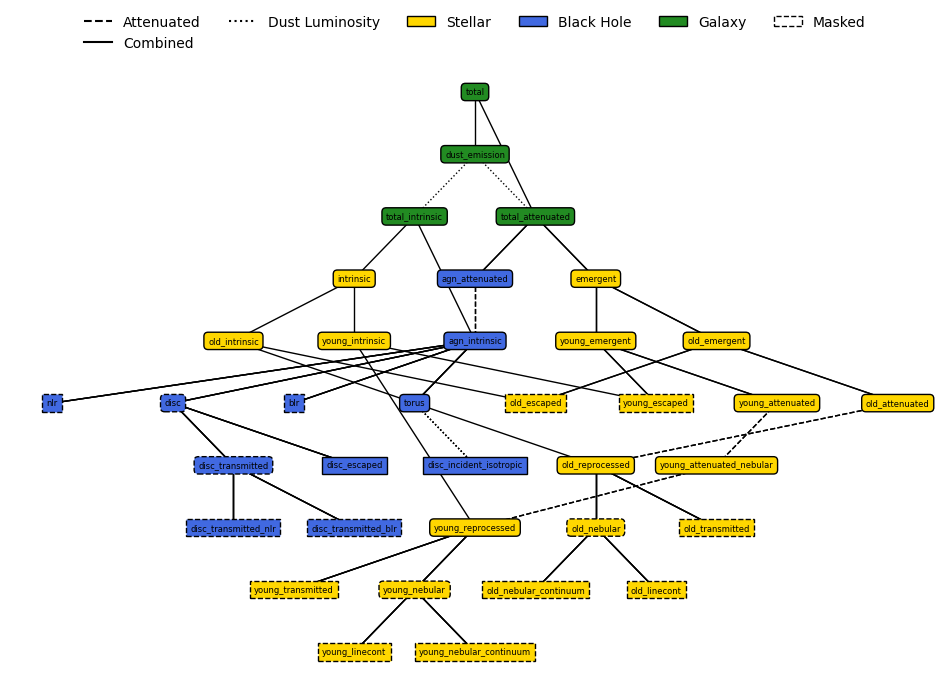 Attenuated Dust Luminosity Stellar Black Hole Galaxy Masked
Combined
total
dust_emission
total_intrinsic total_attenuated
intrinsic agn_attenuated emergent
old_intrinsic young_intrinsic agn_intrinsic young_emergent old_emergent
nlr disc blr torus old_escaped young_escaped young_attenuated old_attenuated
disc_transmitted disc_escaped disc_incident_isotropic old_reprocessed young_attenuated_nebular
disc_transmitted_nlr disc_transmitted_blr young_reprocessed old_nebular old_transmitted
young_transmitted young_nebular old_nebular_continuum old_linecont
young_linecont young_nebular_continuum